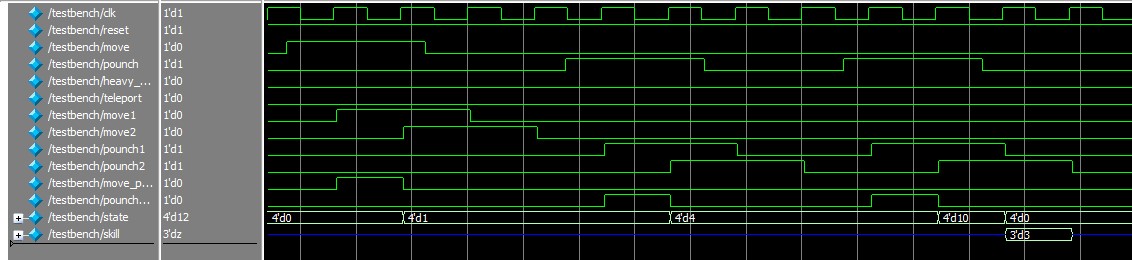 /testbench/clk 1'd1
/testbench/reset 1'd1
/testbench/move 1'd0
/testbench/pounch 1'd1
/testbench/heavy_... 1'd0
/testbench/teleport 1'd0
/testbench/move1 1'd0
/testbench/move2 1'd0
/testbench/pounch1 1'd1
/testbench/pounch2 1'd1
/testbench/move_p... 1'd0
/testbench/pounch... 1'd0
/testbench/state 4'd12 4'd0 4'd1 4'd4 4'd10 4'd0
/testbench/skill 3'dz 3'd3